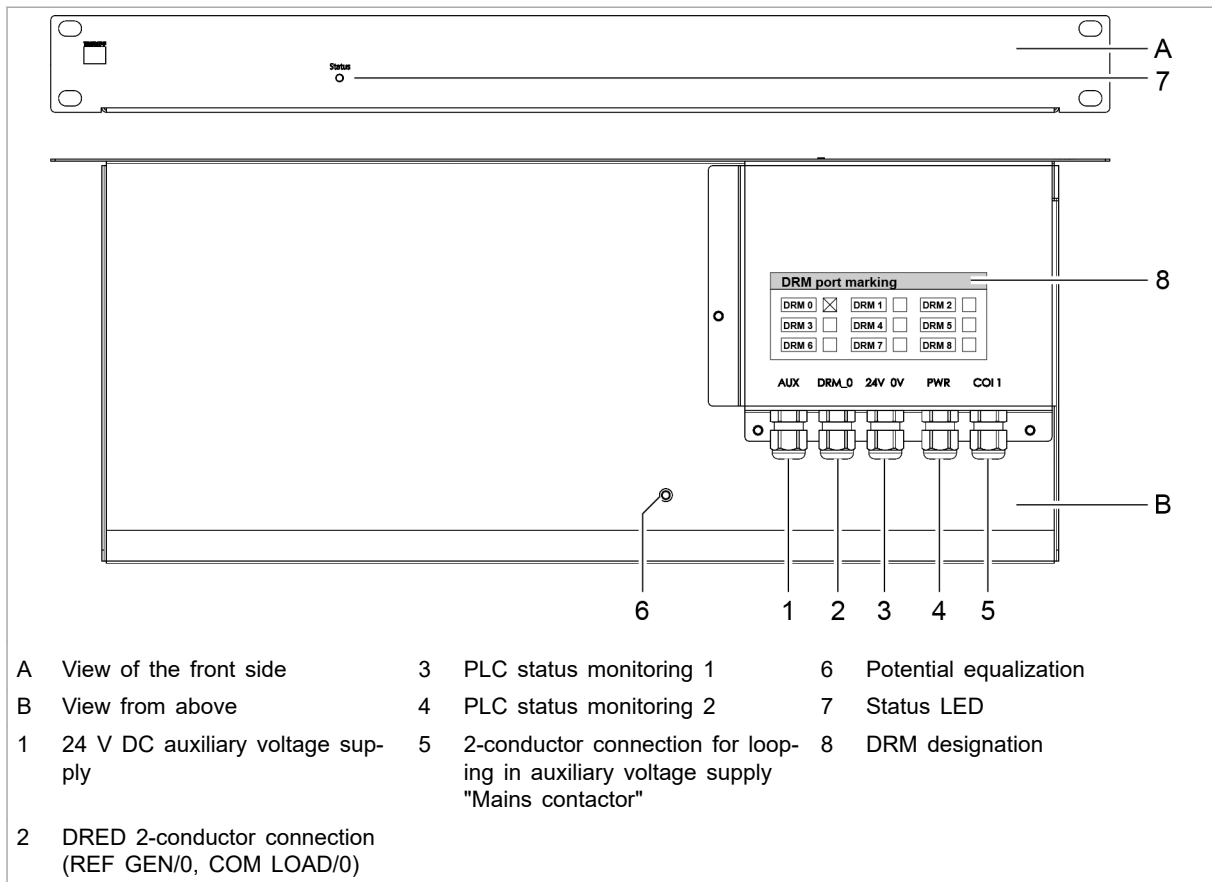 Status
A
7
DRM port marking
8
DRM 0 DRM 1 DRM 2
DRM 3 DRM 4 DRM 5
DRM 6 DRM 7 DRM 8
AUX DRM_0 24V 0V PWR COI 1
B
6 1 2 3 4 5
A View of the front side
B View from above
1 24 V DC auxiliary voltage sup-
ply
2 DRED 2-conductor connection
(REF GEN/0, COM LOAD/0)
3 PLC status monitoring 1
4 PLC status monitoring 2
5 2-conductor connection for loop-
ing in auxiliary voltage supply
"Mains contactor"
6 Potential equalization
7 Status LED
8 DRM designation